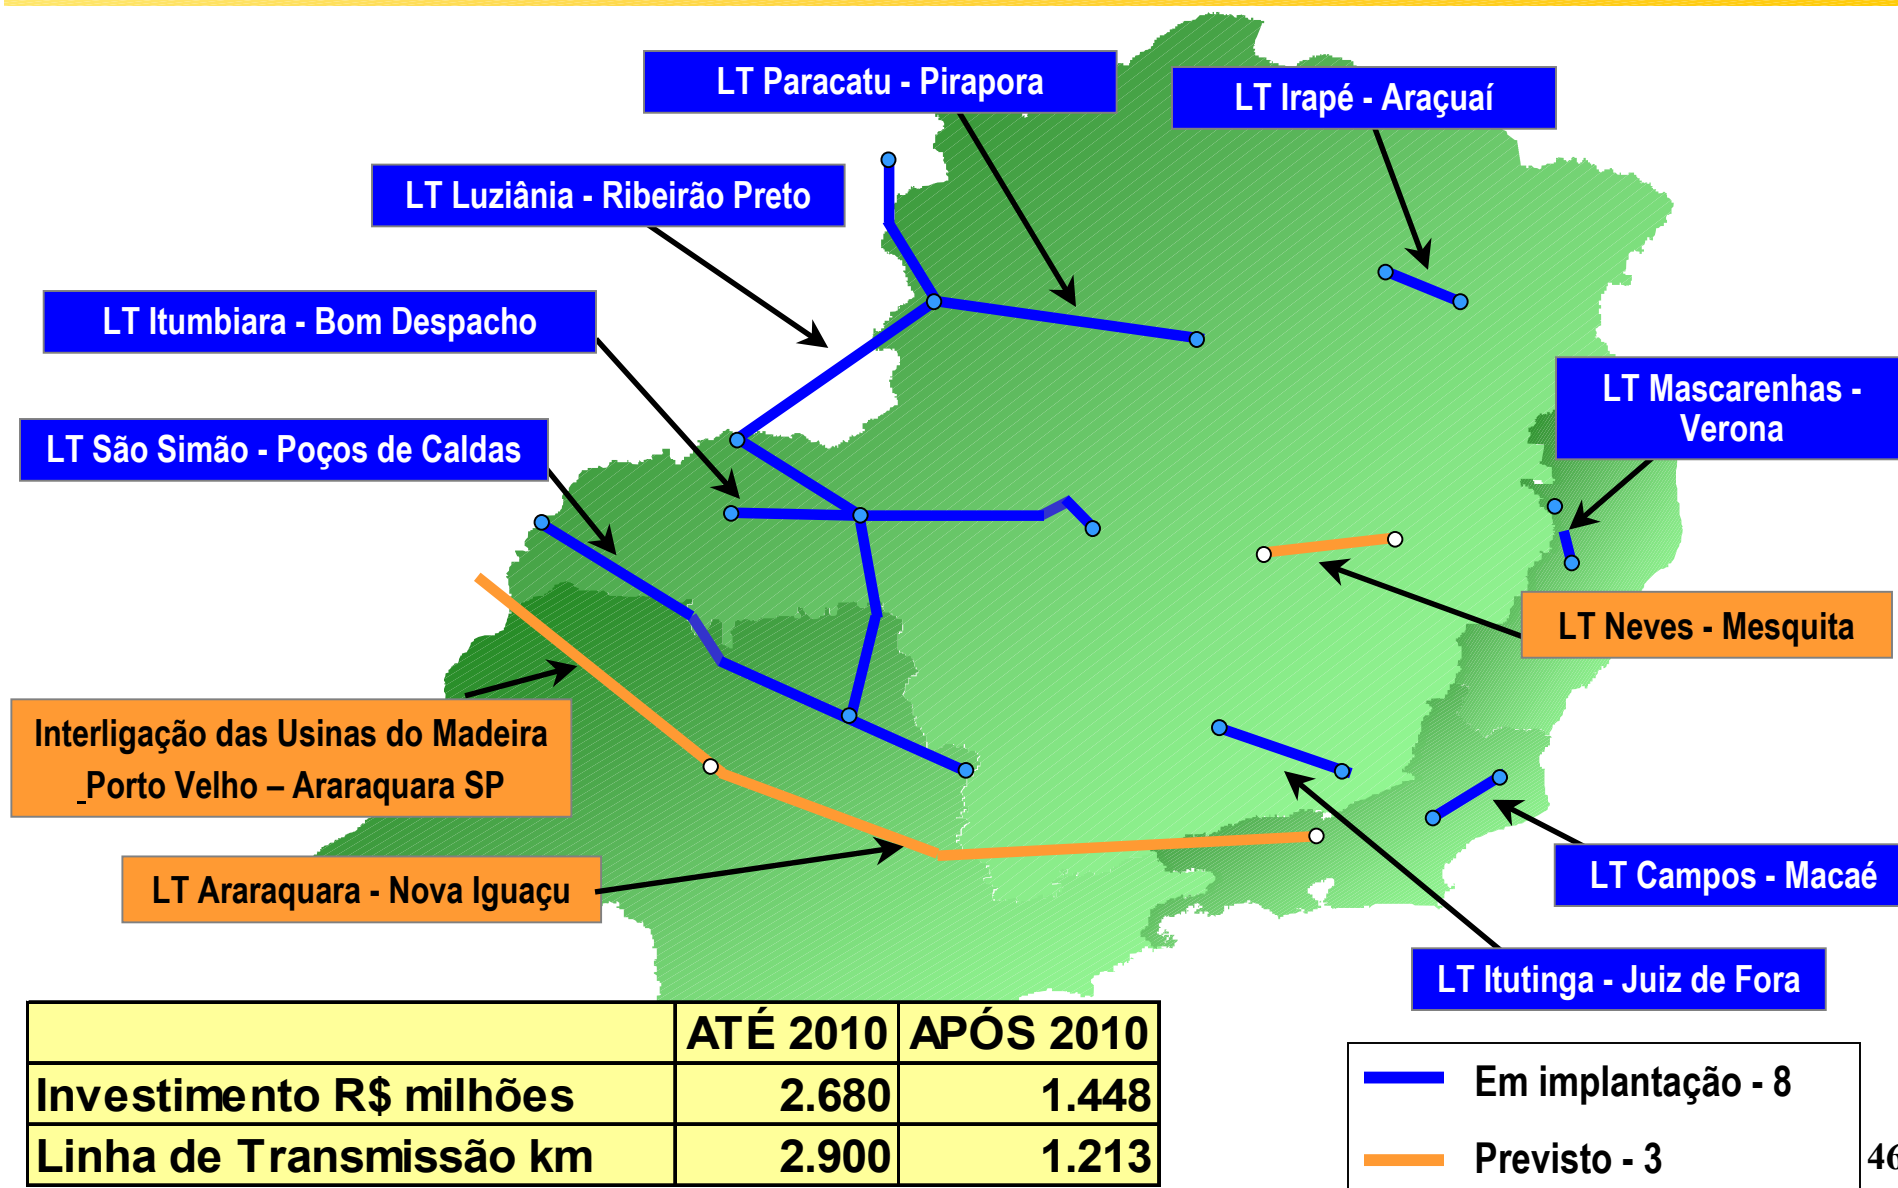 LT Paracatu - Pirapora
LT Irapé - Araçuaí
LT Luziânia - Ribeirão Preto
LT Itumbiara - Bom Despacho
LT Mascarenhas -
Verona
LT São Simão - Poços de Caldas
LT Neves - Mesquita
Interligação das Usinas do Madeira
Porto Velho – Araraquara SP
LT Araraquara - Nova Iguaçu
LT Campos - Macaé
LT Itutinga - Juiz de Fora
ATÉ 2010 APÓS 2010
Investimento R$ milhões 2.680 1.448
Linha de Transmissão km 2.900 1.213
Em implantação - 8
Previsto - 3
46